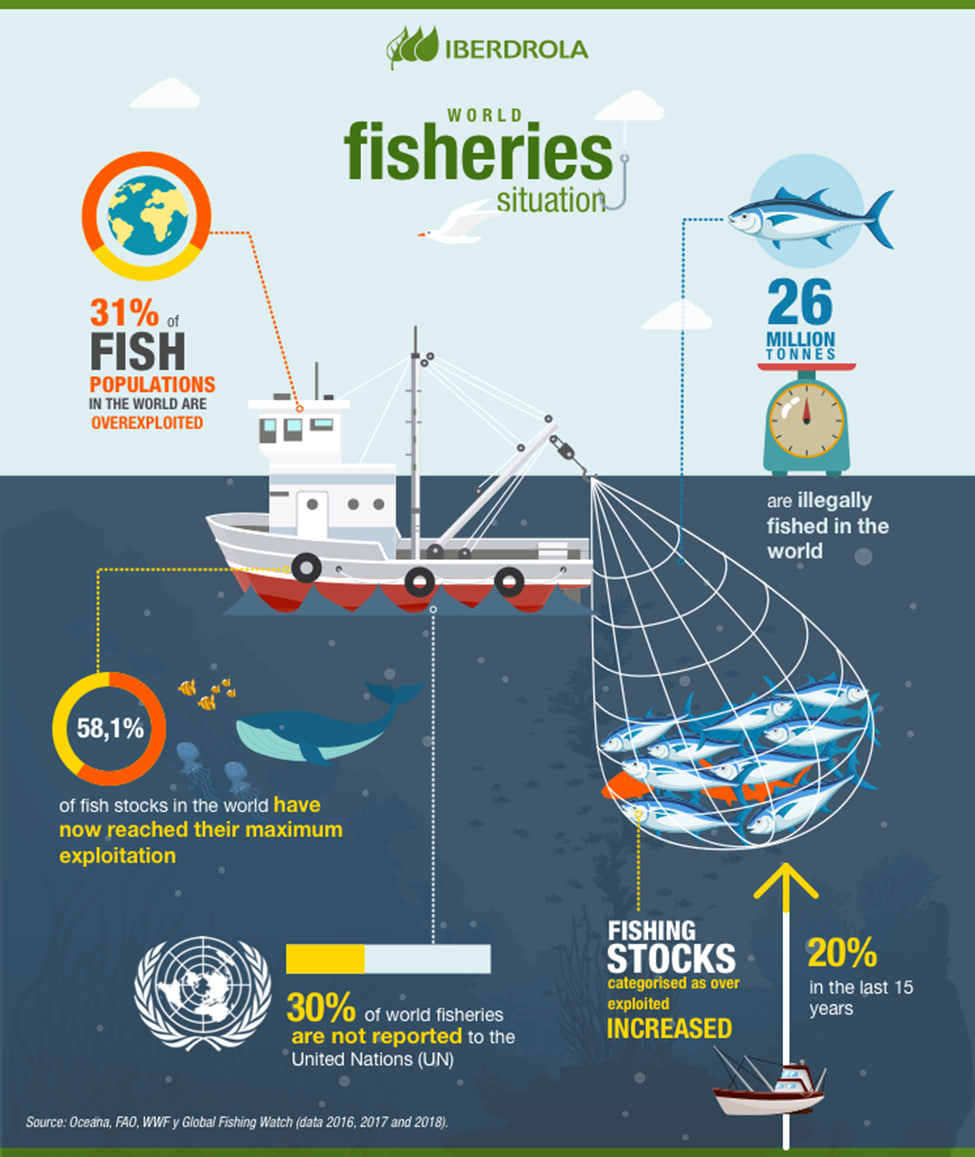 IBERDROLA
WORLD
fisheries
situation
31% of
FISH
POPULATIONS
IN THE WORLD ARE
OVEREXPLOITED
26
MILLION
TONNES
are illegally
fished in the
world
58,1%
of fish stocks in the world have
now reached their maximum
exploitation
30% of world fisheries
are not reported to the
United Nations (UN)
FISHING
STOCKS
categorised as over
exploited
INCREASED
20%
in the last 15
years
Source: Oceana, FAO, WWF y Global Fishing Watch (data 2016, 2017 and 2018).